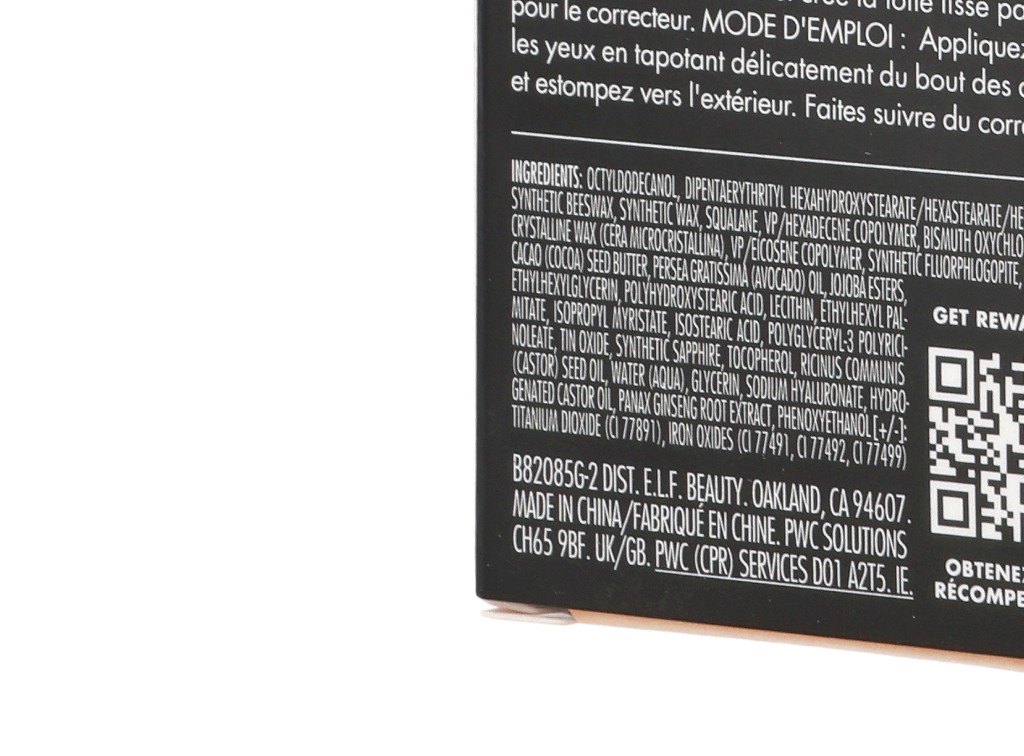 la toile lisse
pour le correcteur. MODE D'EMPLOI : Appliquez
les yeux en tapotant délicatement du bout des
et estompez vers l'extérieur. Faites suivre du
INGREDIENTS: OCTYLDODECANOL, DIPENTAERYTHRITYL HEXAHYDROXYSTEARATE/HEXASTEARATE/
SYNTHETIC BEESWAX, SYNTHETIC WAX, SQUALANE, VP/HEXADECENE COPOLYMER, BISMUTH
CRYSTALLINE WAX (CERA MICROCRISTALLINA), VP/EICOSENE COPOLYMER, SYNTHETIC FLUORPHLOGOPITE,
CACAO (COCOA) SEED BUTTER, PERSEA GRATISSIMA (AVOCADO) OIL, JOJOBA ESTERS,
ETHYLHEXYLGLYCERIN, POLYHYDROXYSTEARIC ACID, LECITHIN, ETHYLHEXYL PAL-
MITATE, ISOPROPYL MYRISTATE, ISOSTEARIC ACID, POLYGLYCERYL-3 POLYRICI-
NOLEATE, TIN OXIDE, SYNTHETIC SAPPHIRE, TOCOPHEROL, RICINUS COMMUNIS
(CASTOR) SEED OIL, WATER (AQUA), GLYCERIN, SODIUM HYALURONATE, HYDRO-
GENATED CASTOR OIL, PANAX GINSENG ROOT EXTRACT, PHENOXYETHANOL [+/-]:
TITANIUM DIOXIDE (CI 77891), IRON OXIDES (CI 77491, CI 77492, CI 77499)
B82085G-2 DIST. E.L.F. BEAUTY. OAKLAND, CA 94607.
MADE IN CHINA/FABRIQUÉ EN CHINE. PWC SOLUTIONS
CH65 9BF. UK/GB. PWC (CPR) SERVICES D01 A2T5. IE.
GET
OBTENEZ